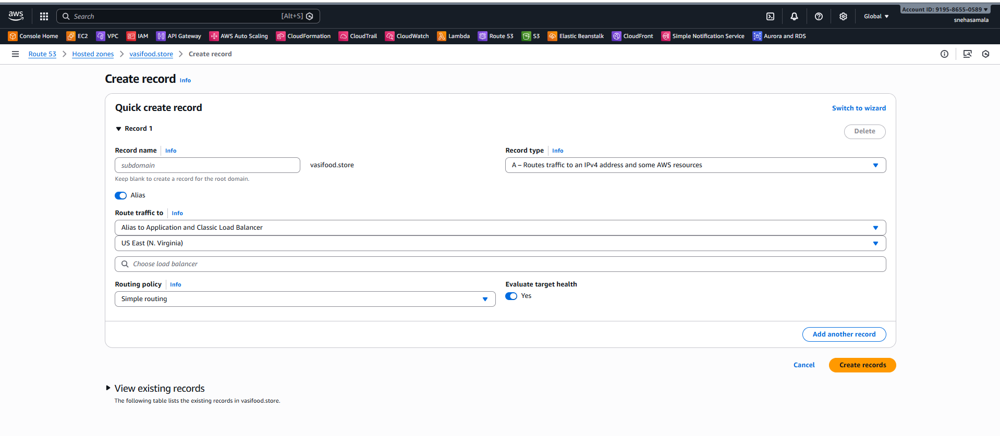 aws
Search [Alt+S]
Global
Account ID: 9195-8655-0589
snehasamala
Console Home EC2 VPC IAM API Gateway AWS Auto Scaling CloudFormation CloudTrail CloudWatch Lambda Route 53 S3 Elastic Beanstalk CloudFront Simple Notification Service Aurora and RDS
Route 53 Hosted zones vasifood.store Create record
Create record Info
Quick create record
Switch to wizard
Record 1
Delete
Record name Info
Record type Info
subdomain
vasifood.store
A – Routes traffic to an IPv4 address and some AWS resources
Keep blank to create a record for the root domain.
Alias
Route traffic to Info
Alias to Application and Classic Load Balancer
US East (N. Virginia)
Choose load balancer
Routing policy Info
Evaluate target health
Simple routing
Yes
Add another record
Cancel
Create records
View existing records
The following table lists the existing records in vasifood.store.